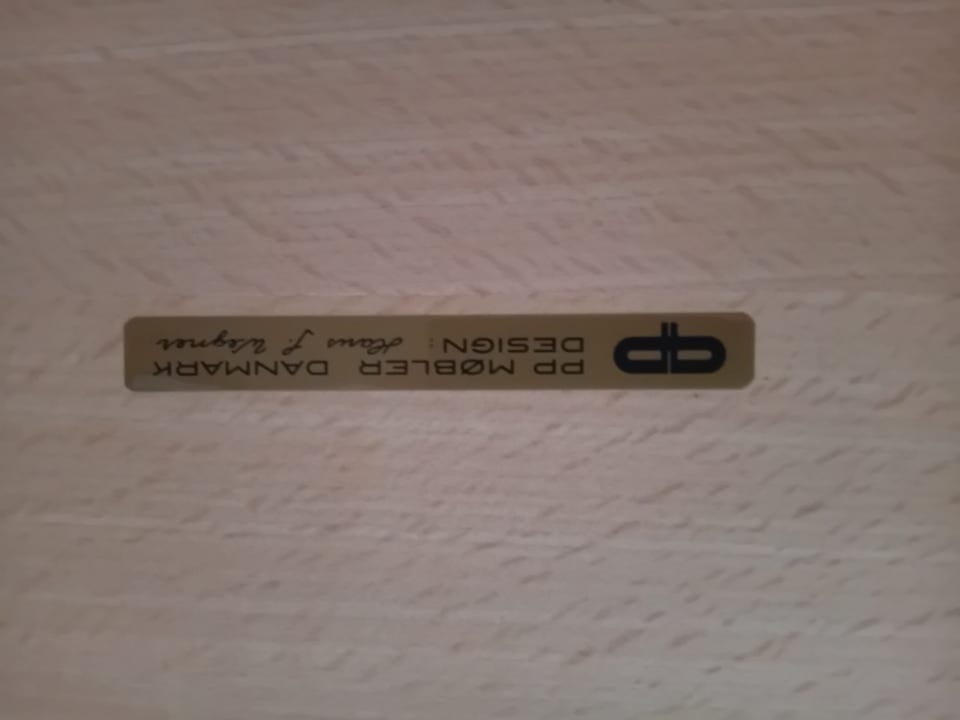 PP MØBLER DANMARK
DESIGN: Hans J. Wegner